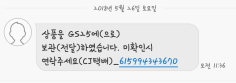 2018년 5월 26일 토요일
상품을 GS25에(으로)
보관(전달)하였습니다. 미확인시
연락주세요(CJ택배)_615994343670
오전 11:36